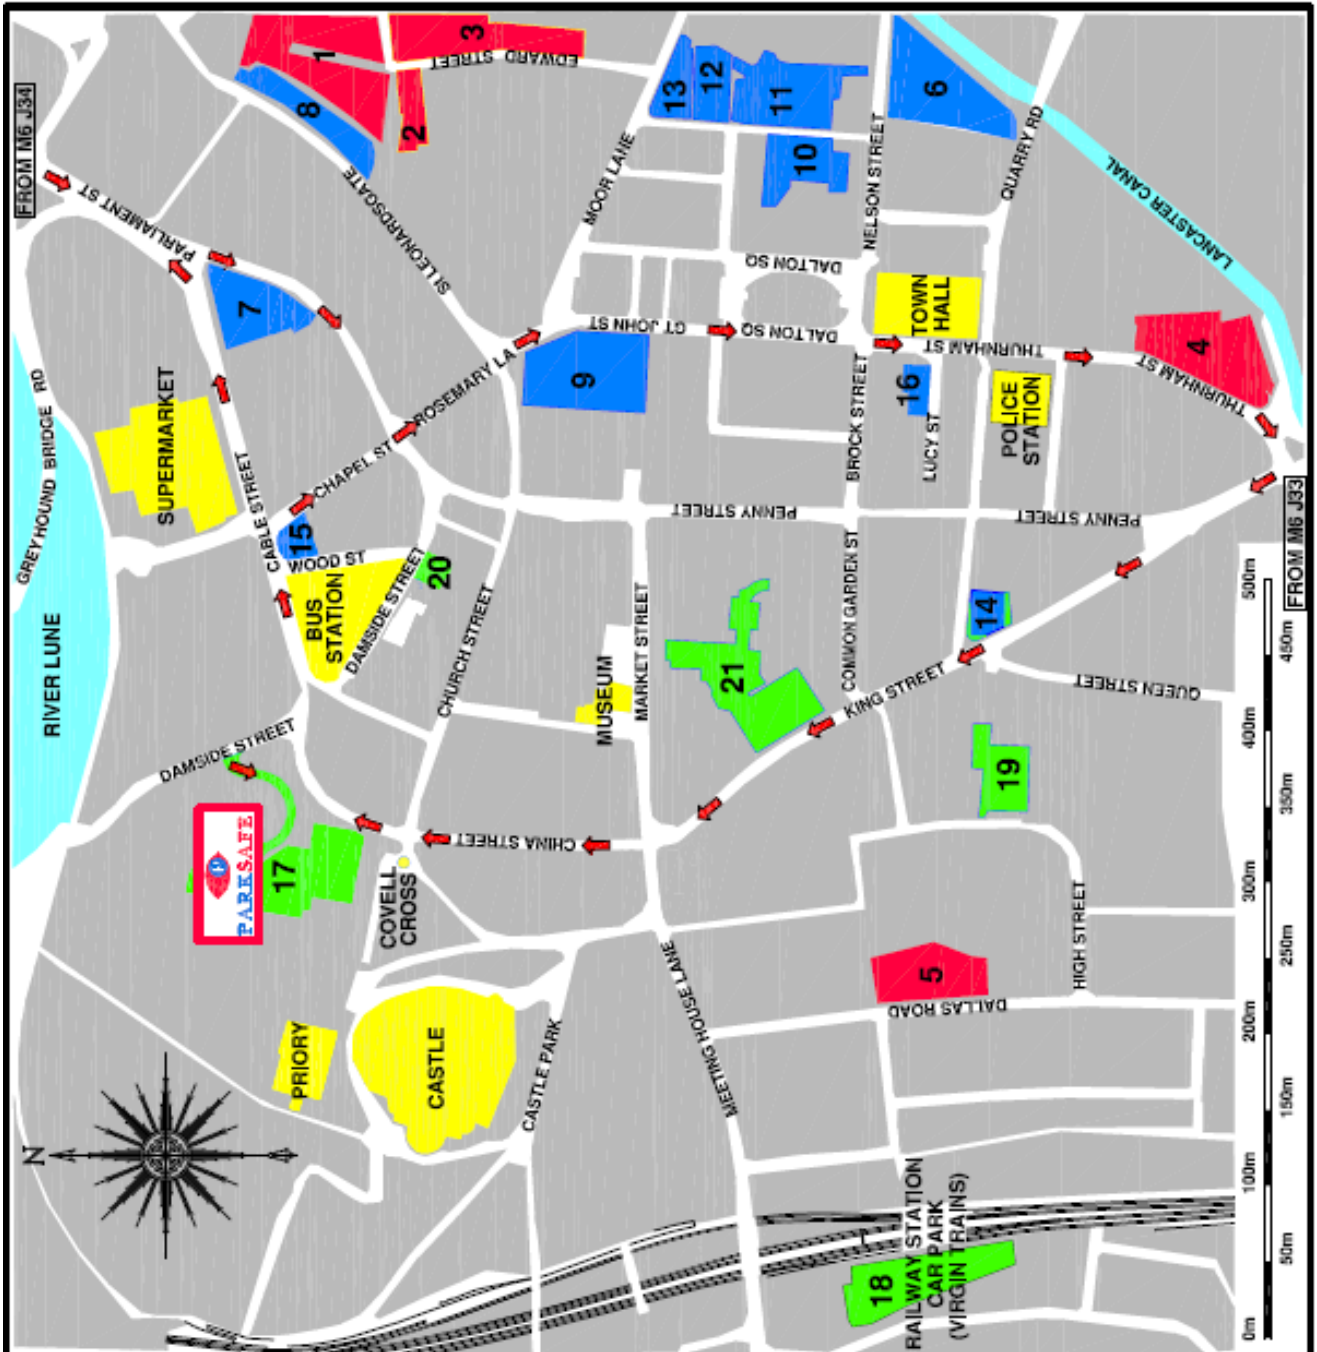 FROM M6 J34
PARLIAMENT ST
GREYHOUND BRIDGE RD
RIVER LUNE
SUPERMARKET
CABLE STREET
CHAPEL ST
ROSEMARY LA
St LEONARDSGATE
1
2
3
EDWARD STREET
8
7
9
13
12
11
10
6
MOOR LANE
NELSON STREET
QUARRY RD
LANCASTER CANAL
DALTON SQ
DALTON SQ
GT JOHN ST
TOWN
HALL
THURNHAM ST
THURNHAM ST
4
16
LUCY ST
POLICE
STATION
BROCK STREET
PENNY STREET
PENNY STREET
FROM M6 J33
15
WOOD ST
BUS
STATION
DAMSIDE STREET
20
CHURCH STREET
MUSEUM
MARKET STREET
21
COMMON GARDEN ST
KING STREET
14
QUEEN STREET
19
DAMSIDE STREET
PARKSAFE
17
CHINA STREET
COVELL
CROSS
PRIORY
CASTLE
CASTLE PARK
MEETING HOUSE LANE
5
DALLAS ROAD
HIGH STREET
18
RAILWAY STATION
CAR PARK
(VIRGIN TRAINS)
N
0m
50m
100m
150m
200m
250m
300m
350m
400m
450m
500m